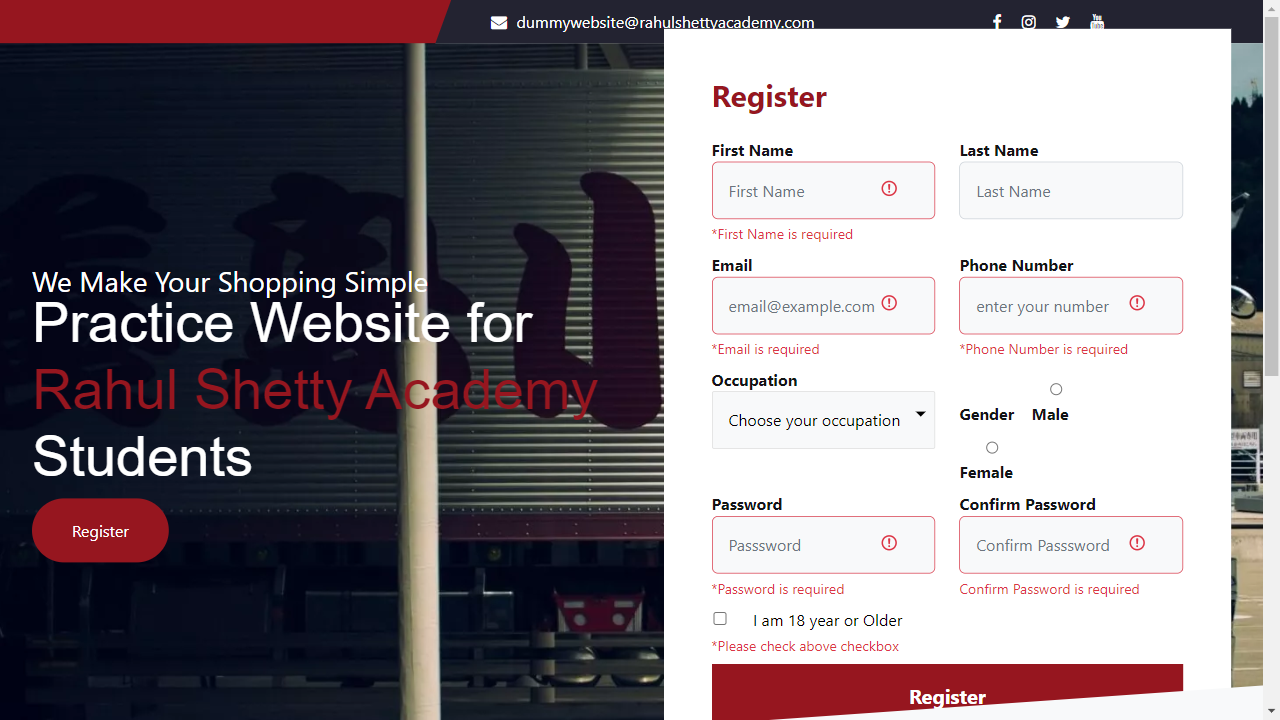 dummywebsite@rahulshettyacademy.com
We Make Your Shopping Simple
Practice Website for
Rahul Shetty Academy
Students
Register
Register
First Name
Last Name
First Name
Last Name
*First Name is required
Email
Phone Number
email@example.com
enter your number
*Email is required
*Phone Number is required
Occupation
Choose your occupation
Gender Male
Female
Password
Confirm Password
Passsword
Confirm Passsword
*Password is required
Confirm Password is required
I am 18 year or Older
*Please check above checkbox
Register